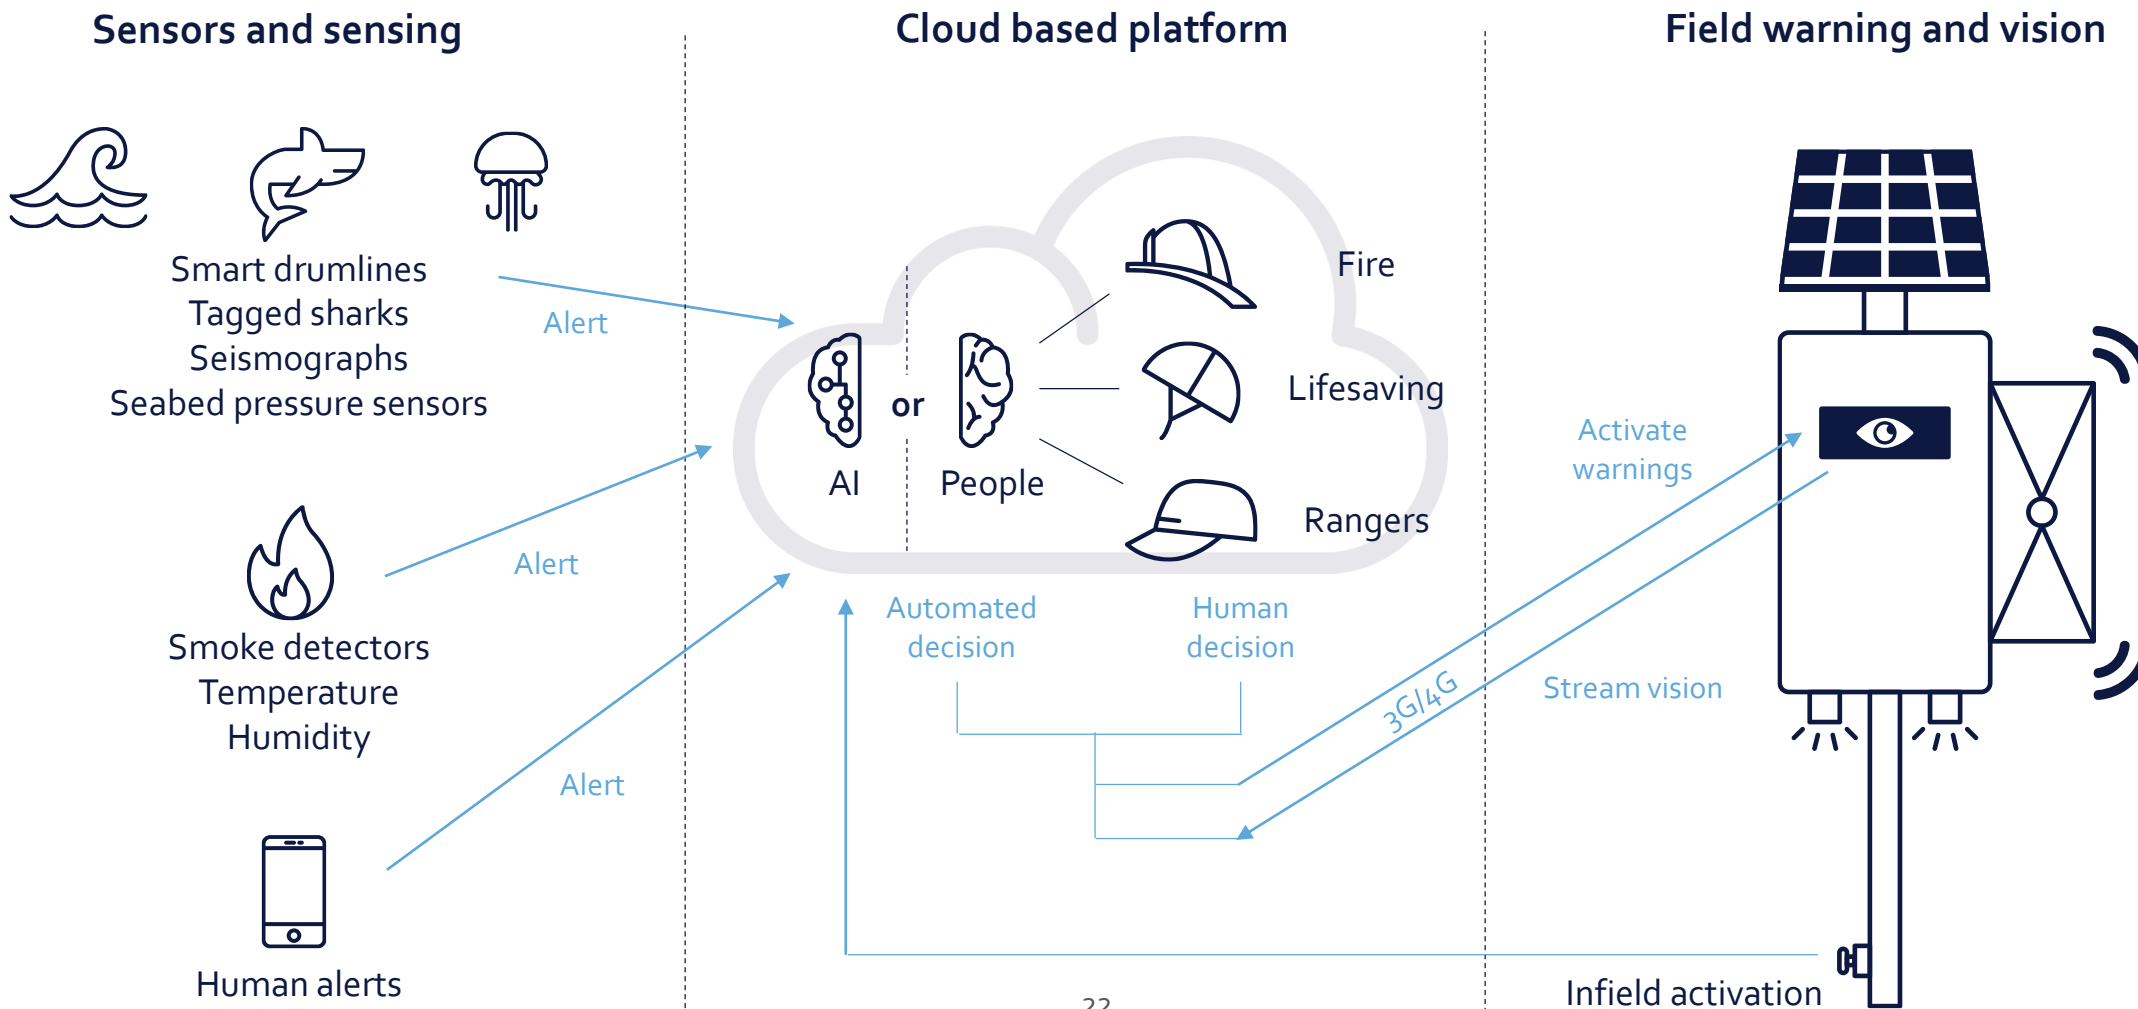 Sensors and sensing
Smart drumlines
Tagged sharks
Seismographs
Seabed pressure sensors
Alert
Smoke detectors
Temperature
Humidity
Alert
Human alerts
Alert
Cloud based platform
AI
or
People
Fire
Lifesaving
Rangers
Automated
decision
Human
decision
3G/4G
22
Field warning and vision
Activate
warnings
Stream vision
Infield activation